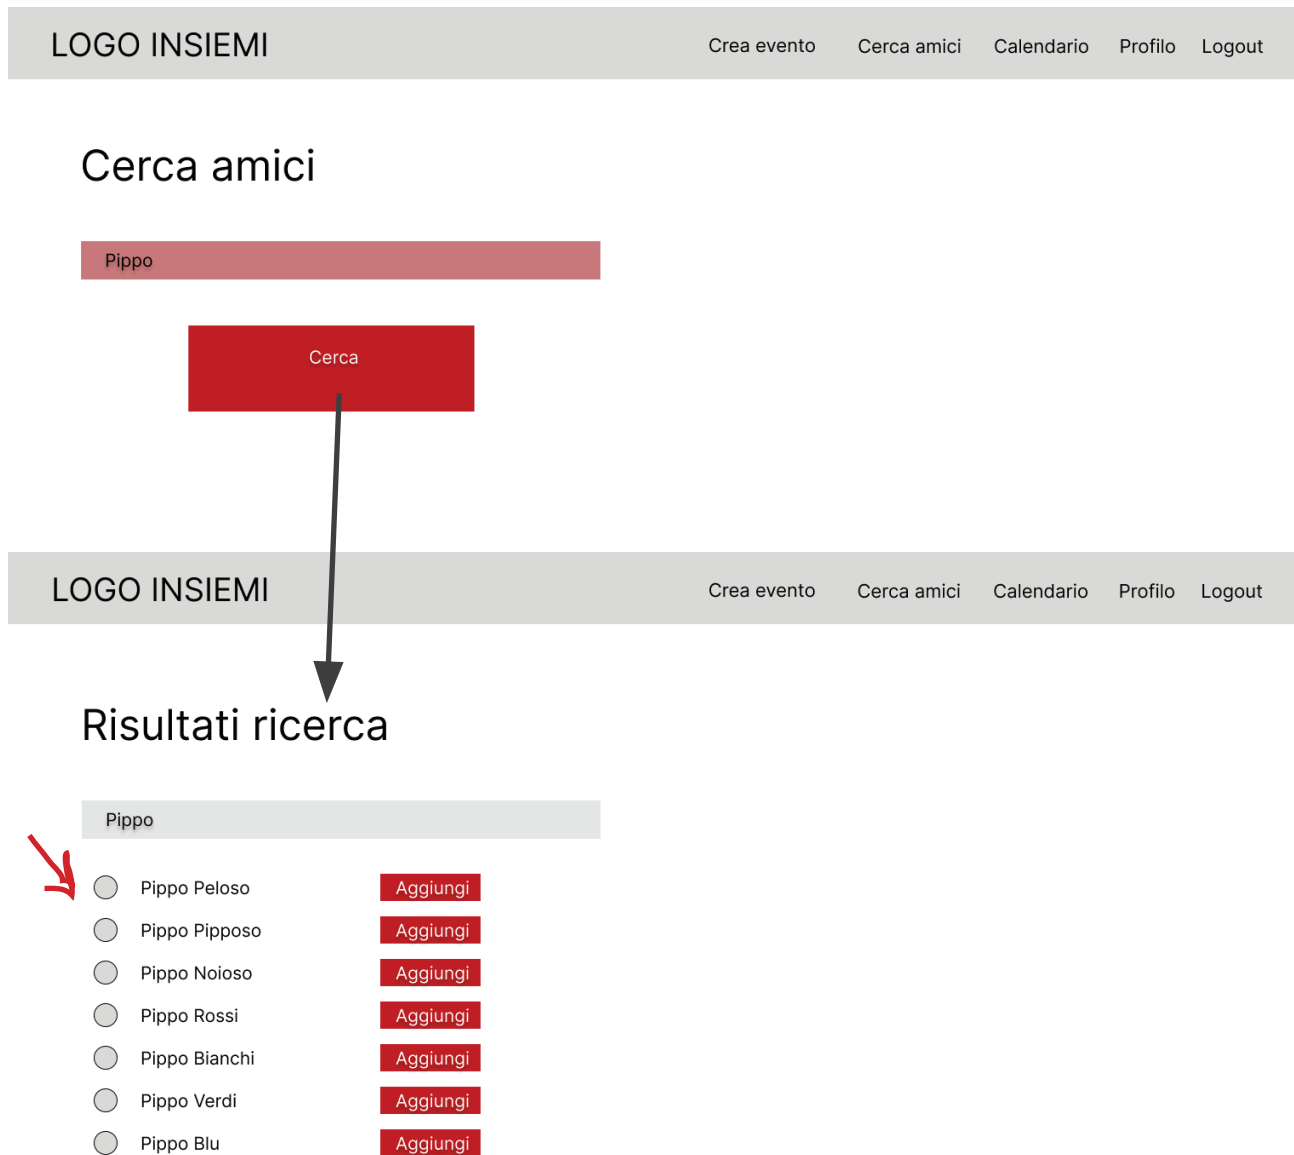 LOGO INSIEMI Crea evento Cerca amici Calendario Profilo Logout
Cerca amici
Pippo
Cerca
LOGO INSIEMI Crea evento Cerca amici Calendario Profilo Logout
Risultati ricerca
Pippo
Pippo Peloso Aggiungi
Pippo Pipposo Aggiungi
Pippo Noioso Aggiungi
Pippo Rossi Aggiungi
Pippo Bianchi Aggiungi
Pippo Verdi Aggiungi
Pippo Blu Aggiungi